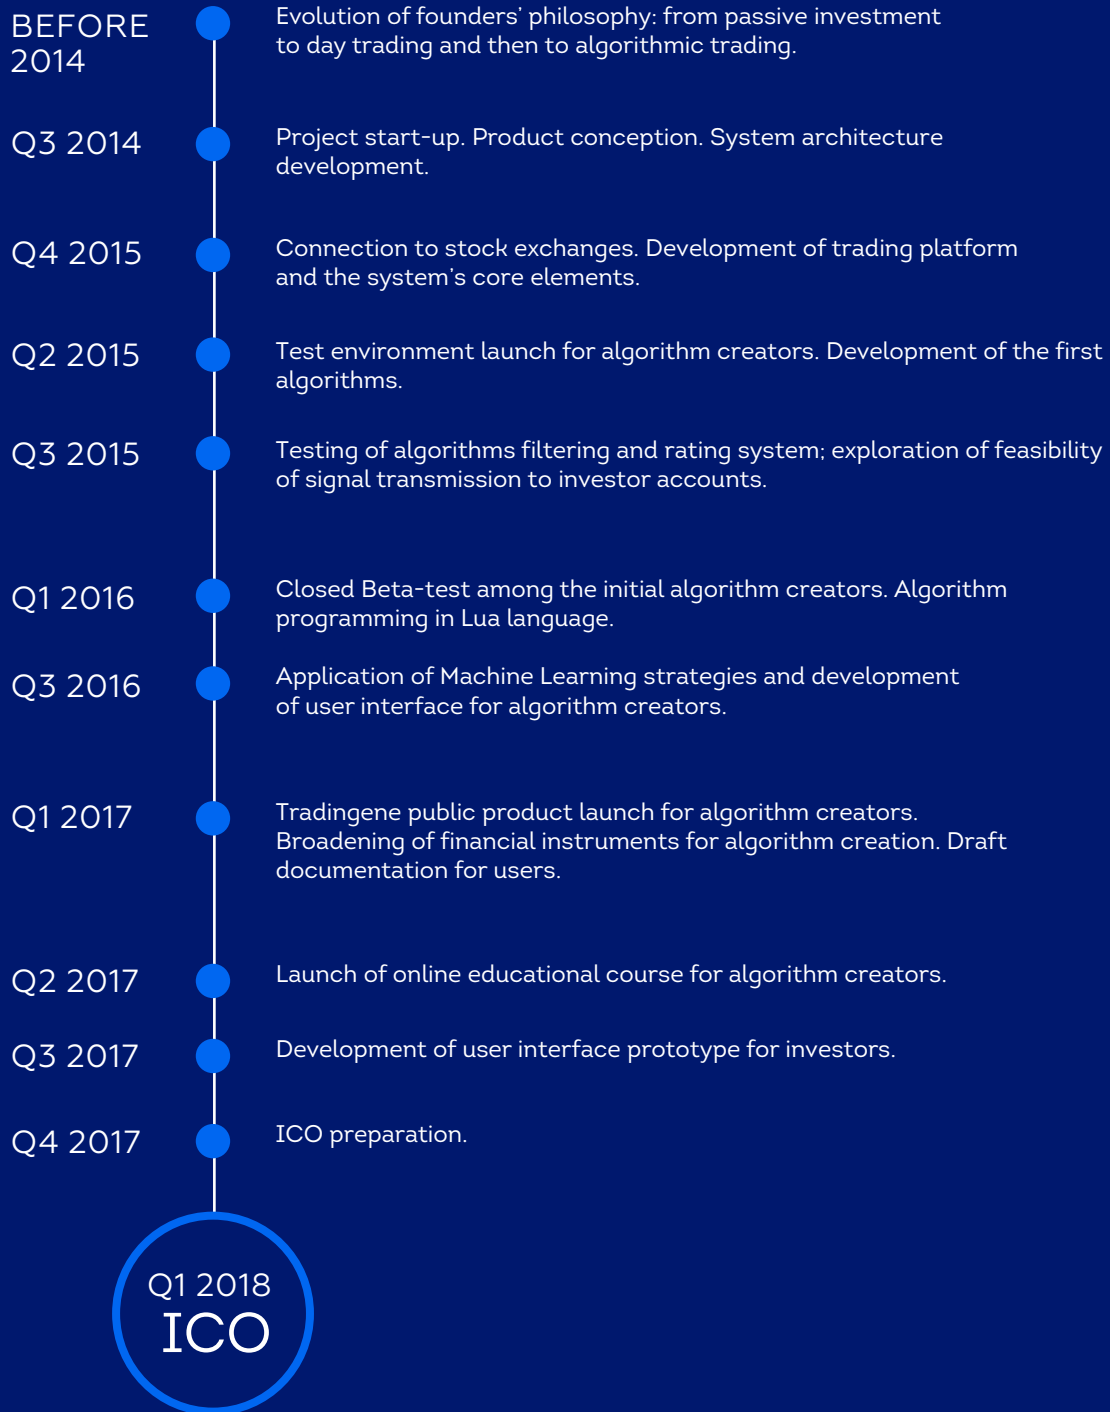 BEFORE
2014
Evolution of founders’ philosophy: from passive investment
to day trading and then to algorithmic trading.
Q3 2014
Project start-up. Product conception. System architecture
development.
Q4 2015
Connection to stock exchanges. Development of trading platform
and the system’s core elements.
Q2 2015
Test environment launch for algorithm creators. Development of the first
algorithms.
Q3 2015
Testing of algorithms filtering and rating system; exploration of feasibility
of signal transmission to investor accounts.
Q1 2016
Closed Beta-test among the initial algorithm creators. Algorithm
programming in Lua language.
Q3 2016
Application of Machine Learning strategies and development
of user interface for algorithm creators.
Q1 2017
Tradingene public product launch for algorithm creators.
Broadening of financial instruments for algorithm creation. Draft
documentation for users.
Q2 2017
Launch of online educational course for algorithm creators.
Q3 2017
Development of user interface prototype for investors.
Q4 2017
ICO preparation.
Q1 2018
ICO